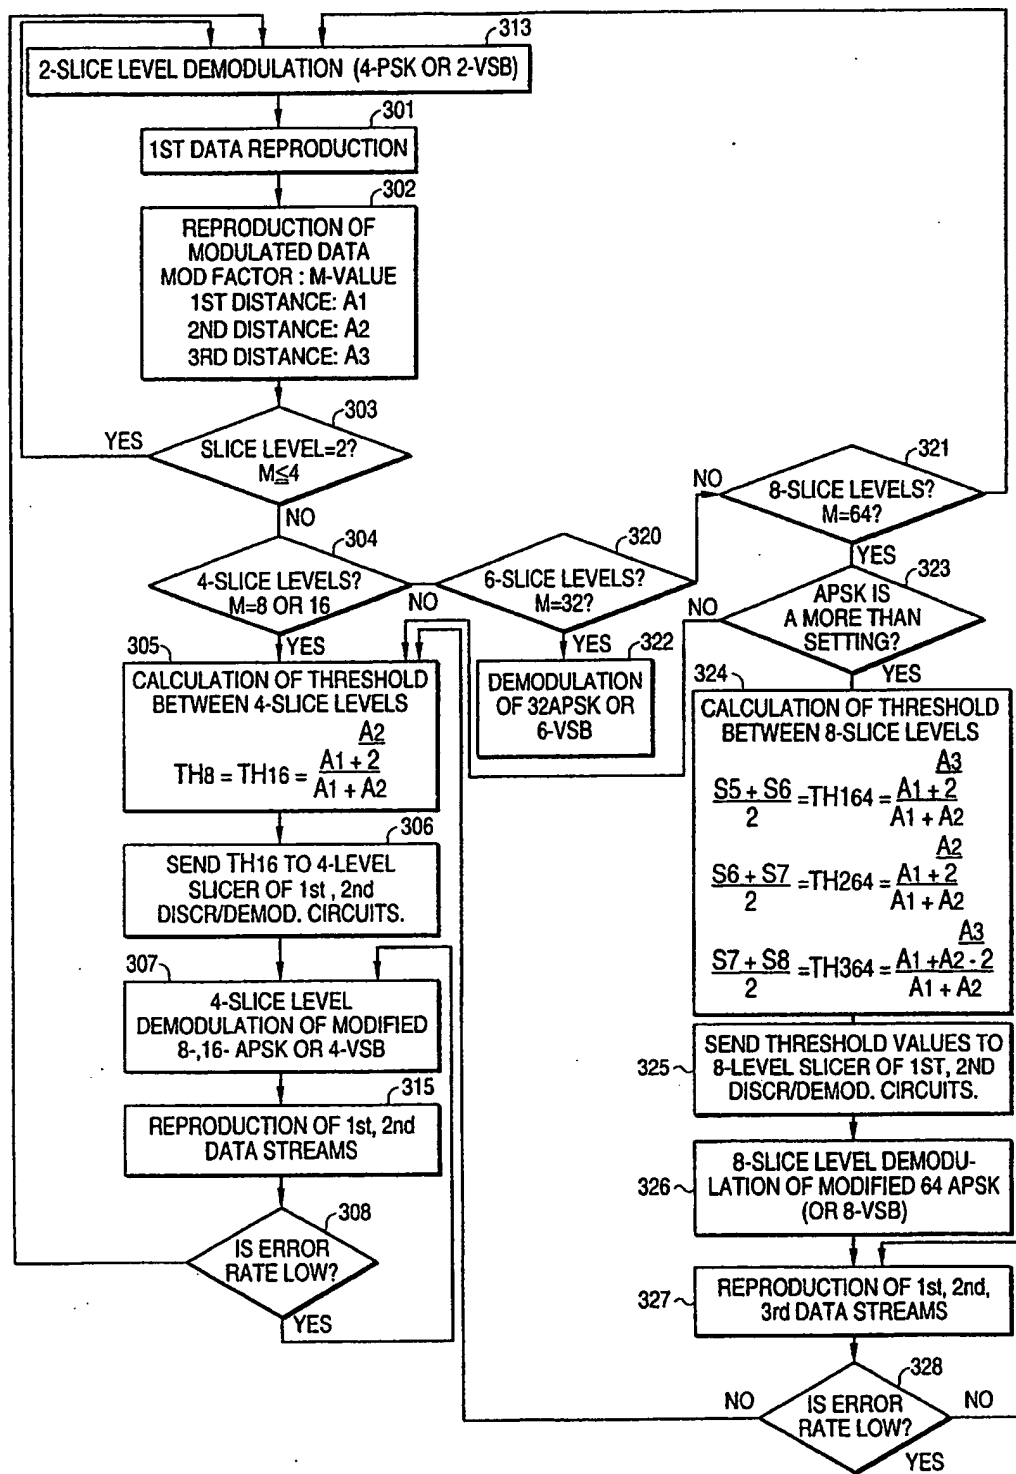 313
2-SLICE LEVEL DEMODULATION (4-PSK OR 2-VSB)
301
1ST DATA REPRODUCTION
302
REPRODUCTION OF
MODULATED DATA
MOD FACTOR : M-VALUE
1ST DISTANCE: A1
2ND DISTANCE: A2
3RD DISTANCE: A3
303
YES
SLICE LEVEL=2?
M≦4
NO
304
4-SLICE LEVELS?
M=8 OR 16
NO
YES
320
6-SLICE LEVELS?
M=32?
NO
YES
321
8-SLICE LEVELS?
M=64?
YES
323
NO
APSK IS
A MORE THAN
SETTING?
YES
305
CALCULATION OF THRESHOLD
BETWEEN 4-SLICE LEVELS
A2
TH8 = TH16 = A1 + 2
A1 + A2
322
DEMODULATION
OF 32APSK OR
6-VSB
324
CALCULATION OF THRESHOLD
BETWEEN 8-SLICE LEVELS
A3
S5 + S6 =TH164 = A1 + 2
2 A1 + A2
A2
S6 + S7 =TH264 = A1 + 2
2 A1 + A2
A3
S7 + S8 =TH364 = A1 +A2 - 2
2 A1 + A2
306
SEND TH16 TO 4-LEVEL
SLICER OF 1st , 2nd
DISCR/DEMOD. CIRCUITS.
307
4-SLICE LEVEL
DEMODULATION OF MODIFIED
8-,16- APSK OR 4-VSB
315
REPRODUCTION OF 1st, 2nd
DATA STREAMS
308
IS ERROR
RATE LOW?
YES
325
SEND THRESHOLD VALUES TO
8-LEVEL SLICER OF 1ST, 2ND
DISCR/DEMOD. CIRCUITS.
326
8-SLICE LEVEL DEMODU-
LATION OF MODIFIED 64 APSK
(OR 8-VSB)
327
REPRODUCTION OF 1st, 2nd,
3rd DATA STREAMS
328
NO
IS ERROR
RATE LOW?
NO
YES